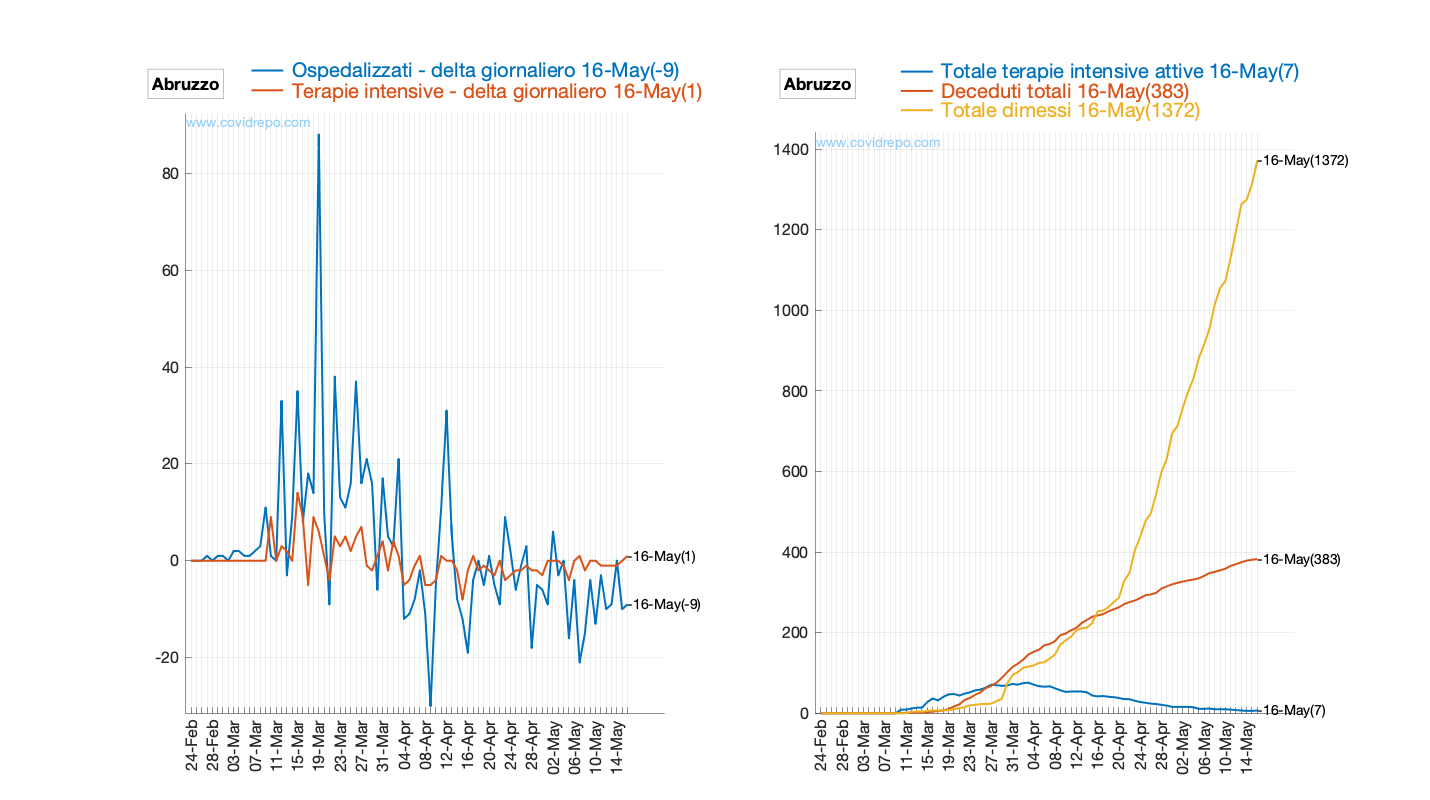 Abruzzo
Ospedalizzati - delta giornaliero 16-May(-9)
Terapie intensive - delta giornaliero 16-May(1)
www.covidrepo.com
80
60
40
20
0
-20
16-May(1)
16-May(-9)
24-Feb
28-Feb
03-Mar
07-Mar
11-Mar
15-Mar
19-Mar
23-Mar
27-Mar
31-Mar
04-Apr
08-Apr
12-Apr
16-Apr
20-Apr
24-Apr
28-Apr
02-May
06-May
10-May
14-May
Abruzzo
Totale terapie intensive attive 16-May(7)
Deceduti totali 16-May(383)
Totale dimessi 16-May(1372)
www.covidrepo.com
1400
1200
1000
800
600
400
200
0
16-May(1372)
16-May(383)
16-May(7)
24-Feb
28-Feb
03-Mar
07-Mar
11-Mar
15-Mar
19-Mar
23-Mar
27-Mar
31-Mar
04-Apr
08-Apr
12-Apr
16-Apr
20-Apr
24-Apr
28-Apr
02-May
06-May
10-May
14-May